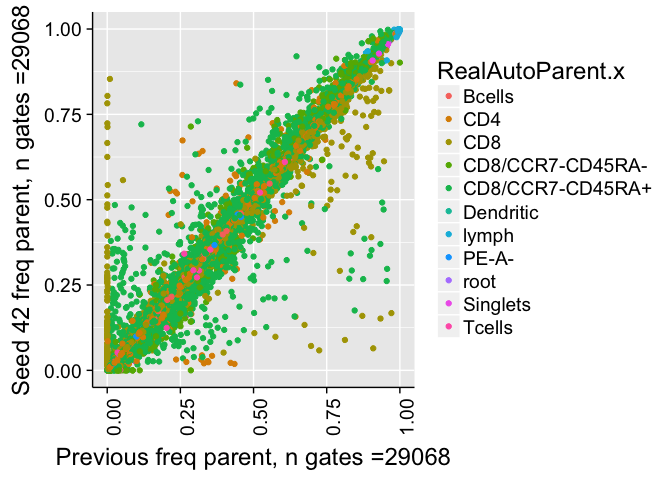 Seed 42 freq parent, n gates =29068
1.00
0.75
0.50
0.25
0.00
0.00
0.25
0.50
0.75
1.00
Previous freq parent, n gates =29068
RealAutoParent.x
Bcells
CD4
CD8
CD8/CCR7-CD45RA-
CD8/CCR7-CD45RA+
Dendritic
lymph
PE-A-
root
Singlets
Tcells